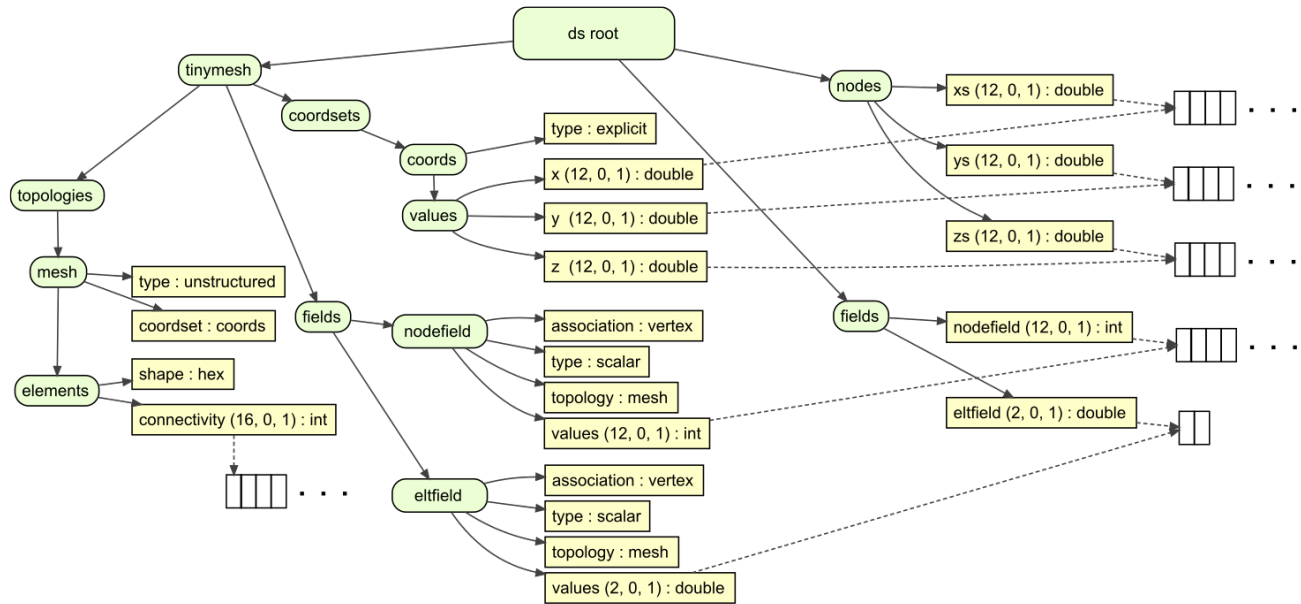 ds root
tinymesh
coordsets
topologies
mesh
type : unstructured
coordset : coords
elements
shape : hex
connectivity (16, 0, 1) : int
. . .
coords
type : explicit
values
x (12, 0, 1) : double
y  (12, 0, 1) : double
z  (12, 0, 1) : double
fields
nodefield
association : vertex
type : scalar
topology : mesh
values (12, 0, 1) : int
eltfield
association : vertex
type : scalar
topology : mesh
values (2, 0, 1) : double
nodes
xs (12, 0, 1) : double
. . .
ys (12, 0, 1) : double
. . .
zs (12, 0, 1) : double
. . .
fields
nodefield (12, 0, 1) : int
. . .
eltfield (2, 0, 1) : double